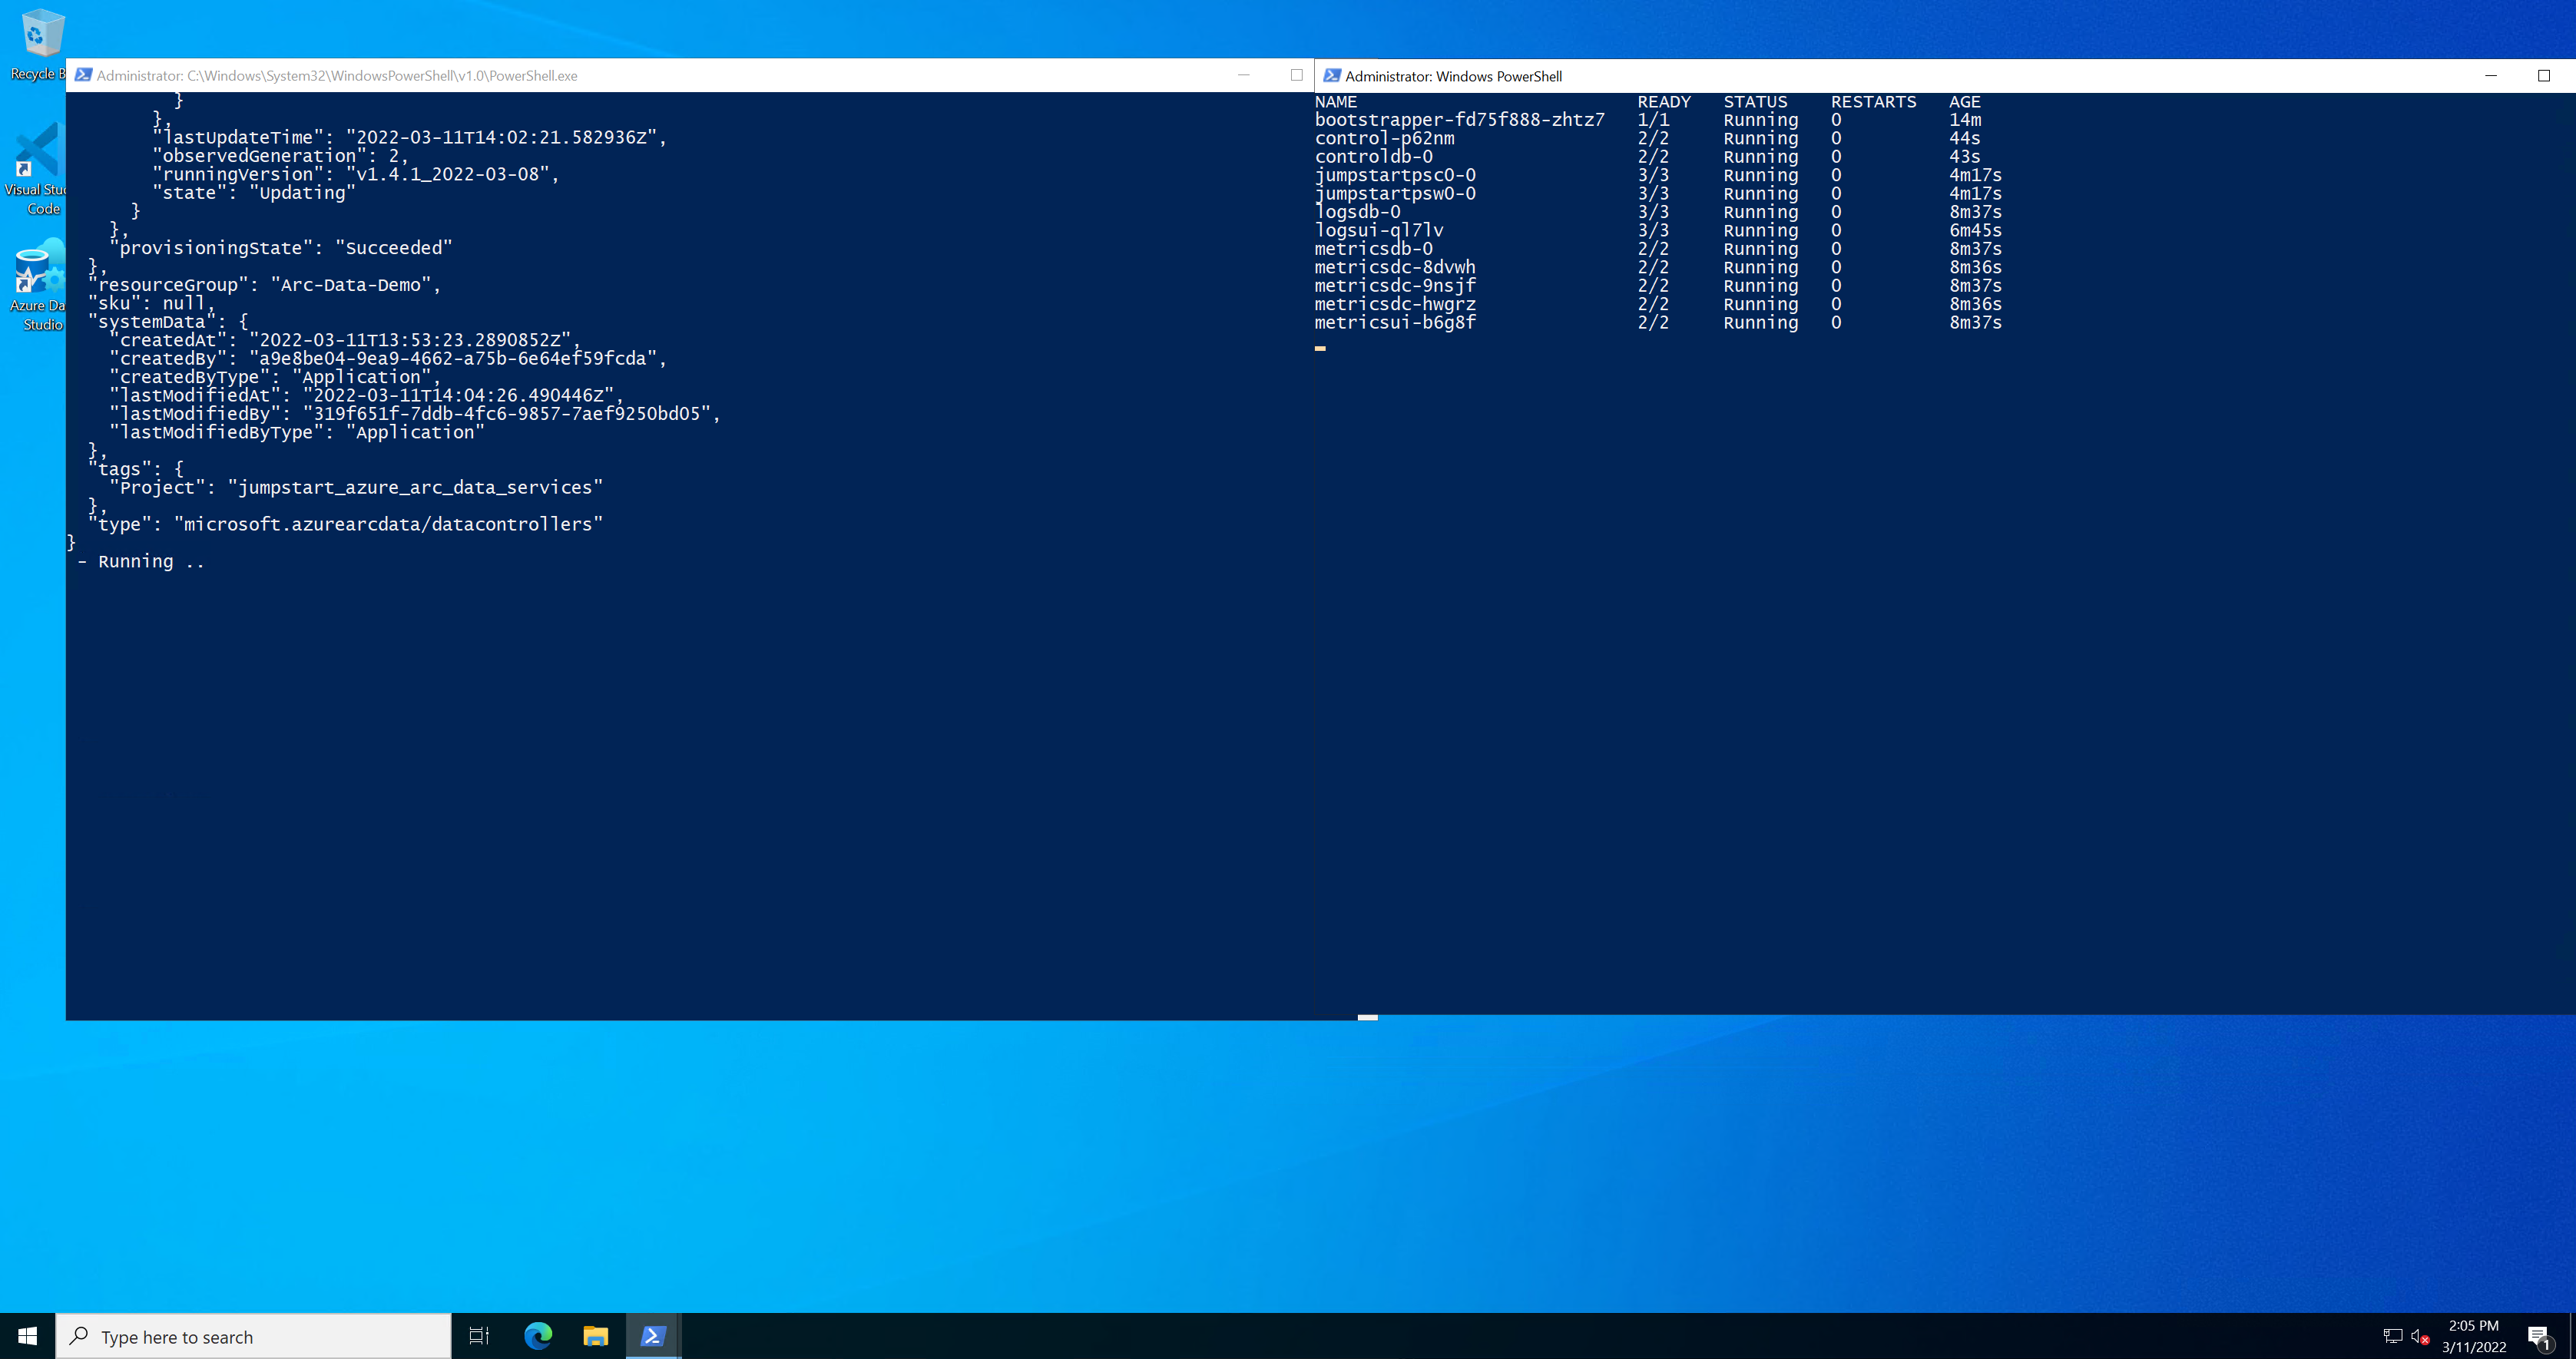 Recycle B
Visual Stu
Code
Azure Da
Studio
Administrator: C:\Windows\System32\WindowsPowerShell\v1.0\PowerShell.exe
}
},
"lastUpdateTime": "2022-03-11T14:02:21.582936Z",
"observedGeneration": 2,
"runningVersion": "v1.4.1_2022-03-08",
"state": "Updating"
}
},
"provisioningState": "Succeeded"
},
"resourceGroup": "Arc-Data-Demo",
"sku": null,
"systemData": {
"createdAt": "2022-03-11T13:53:23.2890852Z",
"createdBy": "a9e8be04-9ea9-4662-a75b-6e64ef59fcda",
"createdByType": "Application",
"lastModifiedAt": "2022-03-11T14:04:26.490446Z",
"lastModifiedBy": "319f651f-7ddb-4fc6-9857-7aef9250bd05",
"lastModifiedByType": "Application"
},
"tags": {
"Project": "jumpstart_azure_arc_data_services"
},
"type": "microsoft.azurearcdata/datacontrollers"
}
- Running ..
Administrator: Windows PowerShell
NAME READY STATUS RESTARTS AGE
bootstrapper-fd75f888-zhtz7 1/1 Running 0 14m
control-p62nm 2/2 Running 0 44s
controldb-0 2/2 Running 0 43s
jumpstartpsc0-0 3/3 Running 0 4m17s
jumpstartpsw0-0 3/3 Running 0 4m17s
logsdb-0 3/3 Running 0 8m37s
logsui-ql7lv 3/3 Running 0 6m45s
metricsdb-0 2/2 Running 0 8m37s
metricsdc-8dvwh 2/2 Running 0 8m36s
metricsdc-9nsjf 2/2 Running 0 8m37s
metricsdc-hwgrz 2/2 Running 0 8m36s
metricsui-b6g8f 2/2 Running 0 8m37s
Type here to search
2:05 PM
3/11/2022
1